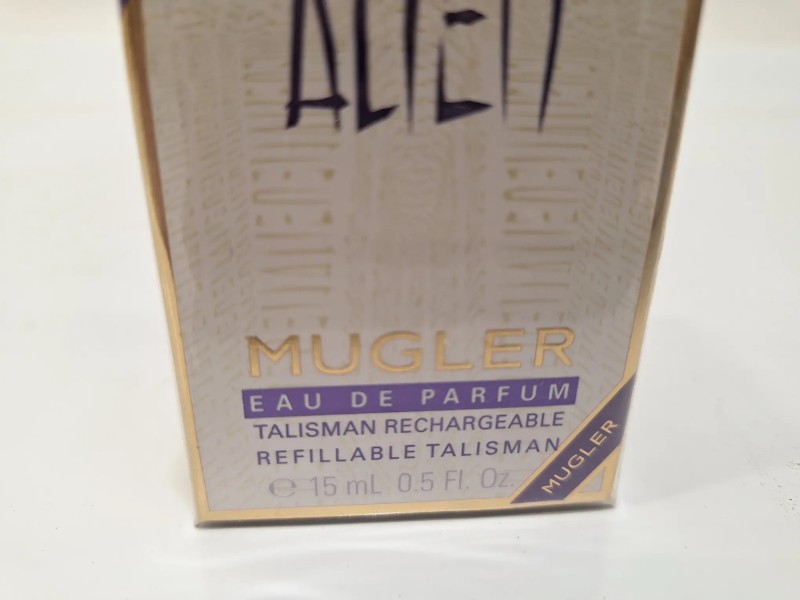 ALIEN
MUGLER
EAU DE PARFUM
TALISMAN RECHARGEABLE
REFILLABLE TALISMAN
℮ 15 mL 0.5 Fl. Oz.
MUGLER